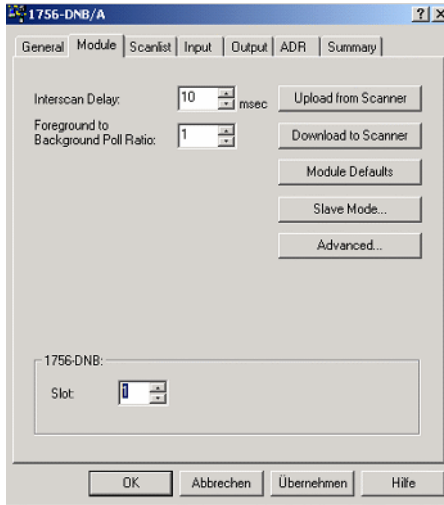 1756-DNB/A
General Module Scanlist Input Output ADR Summary
Interscan Delay: 10 msec Upload from Scanner
Foreground to
Background Poll Ratio: 1 Download to Scanner
Module Defaults
Slave Mode...
Advanced...
1756-DNB:
Slot: 1
OK Abbrechen Übernehmen Hilfe